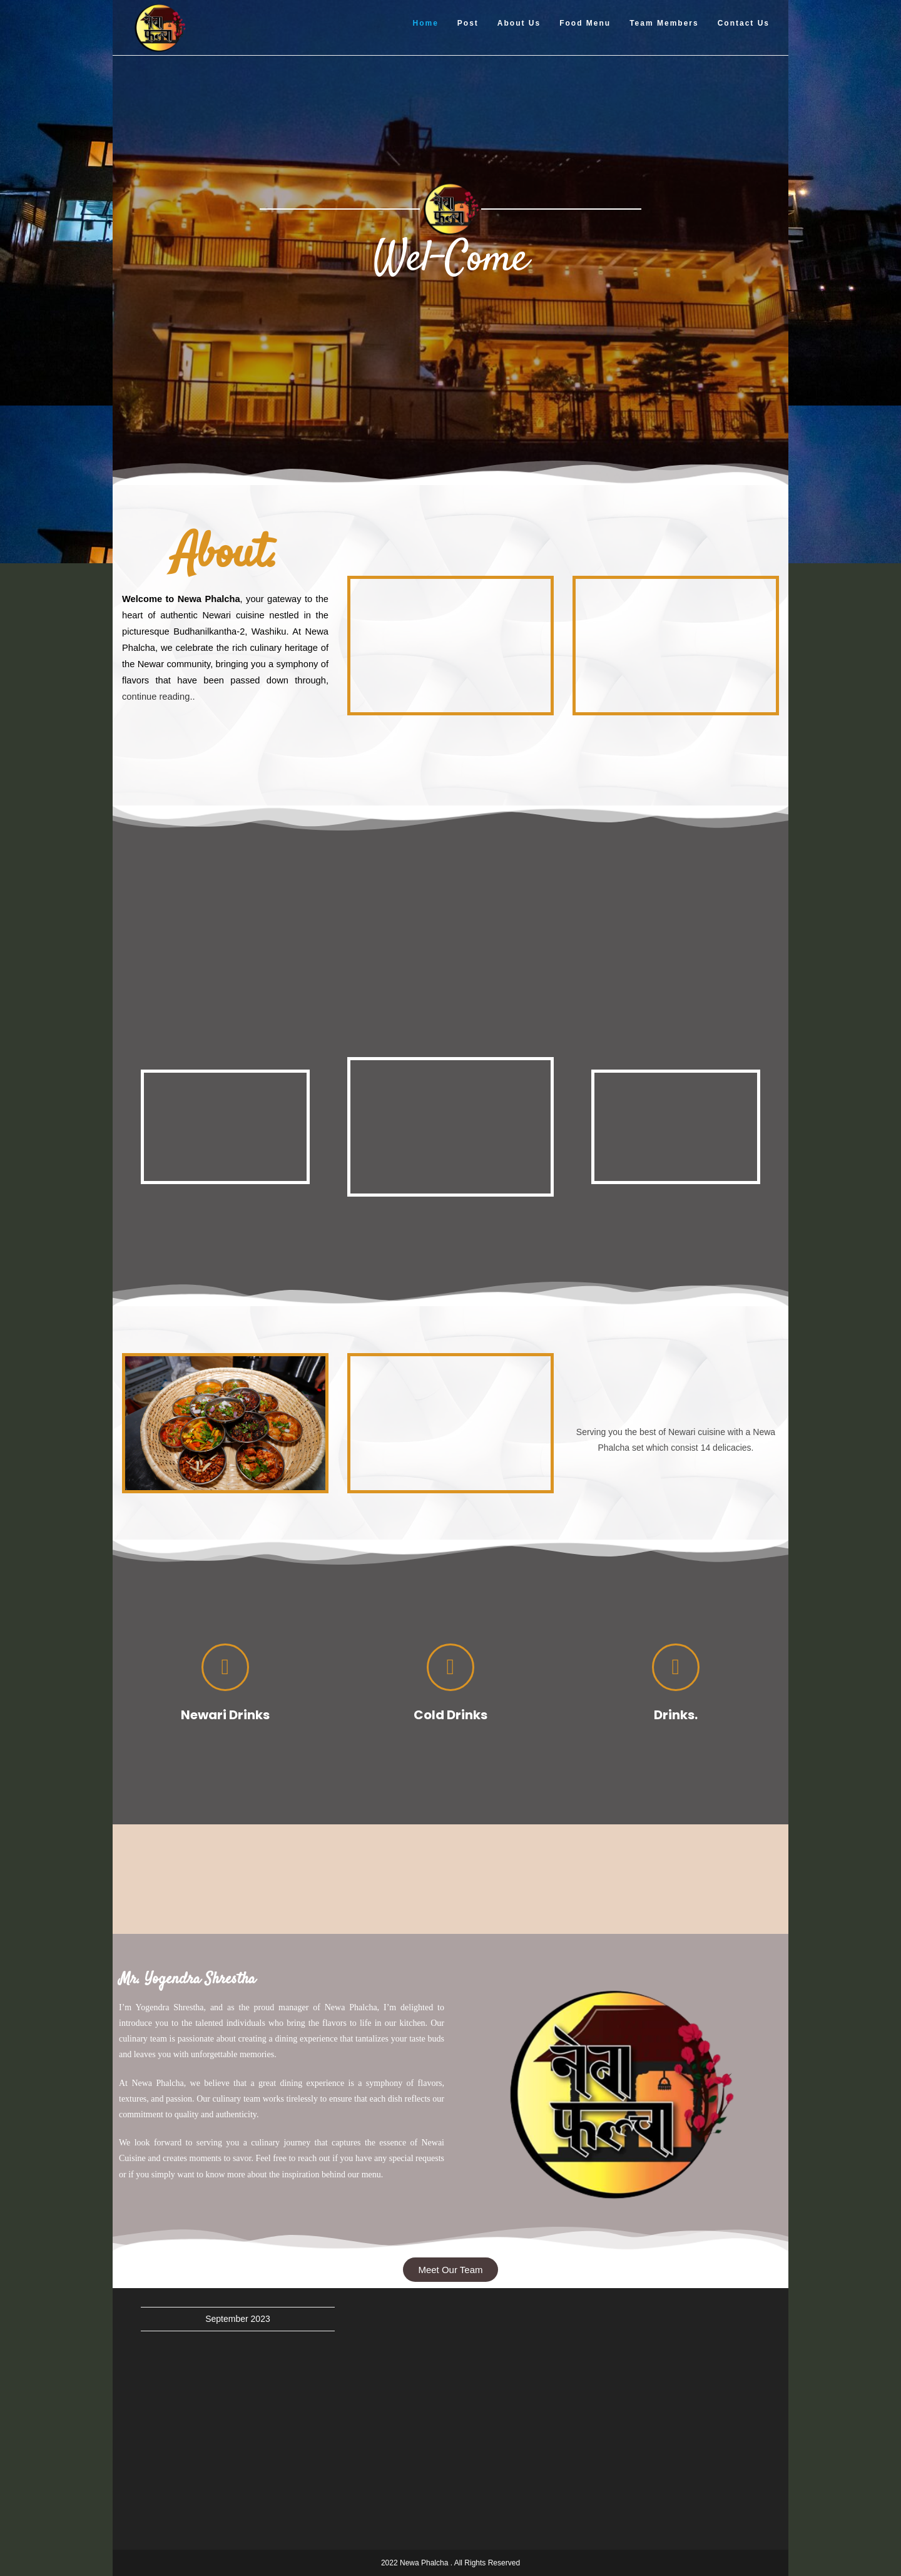 नेवा
फल्चा
Home Post About Us Food Menu Team Members Contact Us
नेवा
फल्चा
Wel-Come
About.
Welcome to Newa Phalcha, your gateway to the
heart of authentic Newari cuisine nestled in the
picturesque Budhanilkantha-2, Washiku. At Newa
Phalcha, we celebrate the rich culinary heritage of
the Newar community, bringing you a symphony of
flavors that have been passed down through,
continue reading..
Serving you the best of Newari cuisine with a Newa
Phalcha set which consist 14 delicacies.
Newari Drinks
Cold Drinks
Drinks.
Mr. Yogendra Shrestha
I’m Yogendra Shrestha, and as the proud manager of Newa Phalcha, I’m delighted to
introduce you to the talented individuals who bring the flavors to life in our kitchen. Our
culinary team is passionate about creating a dining experience that tantalizes your taste buds
and leaves you with unforgettable memories.
At Newa Phalcha, we believe that a great dining experience is a symphony of flavors,
textures, and passion. Our culinary team works tirelessly to ensure that each dish reflects our
commitment to quality and authenticity.
We look forward to serving you a culinary journey that captures the essence of Newai
Cuisine and creates moments to savor. Feel free to reach out if you have any special requests
or if you simply want to know more about the inspiration behind our menu.
नेवा
फल्चा
Meet Our Team
September 2023
2022 Newa Phalcha . All Rights Reserved